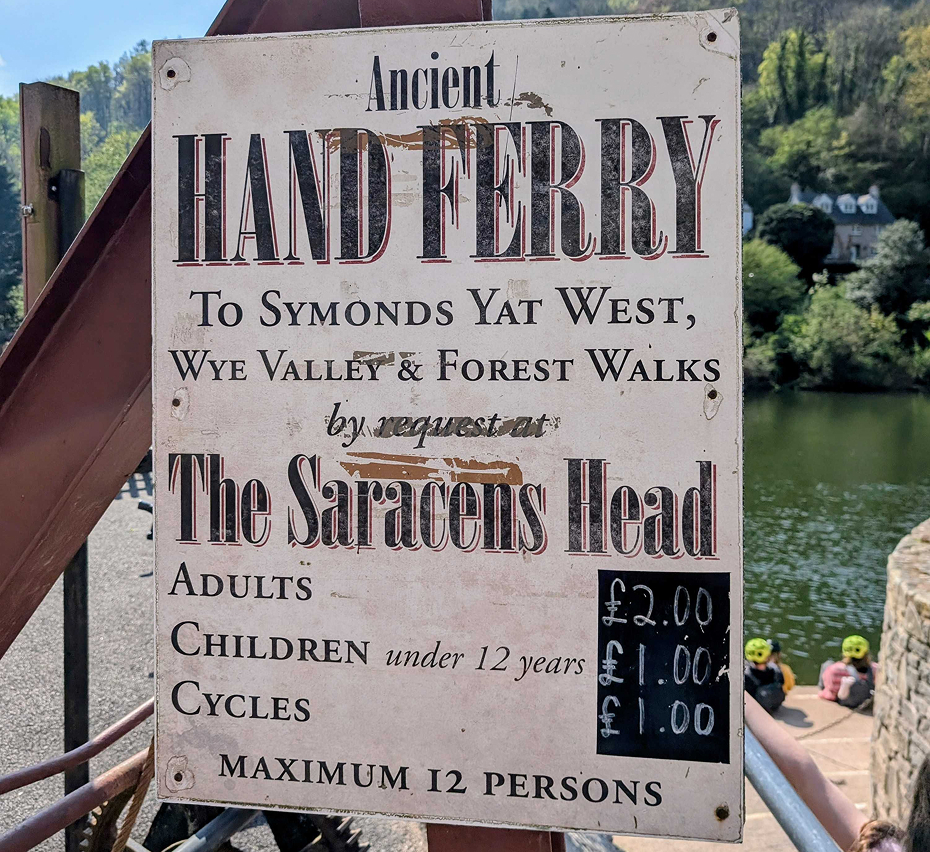 Ancient
HAND FERRY
TO SYMONDS YAT WEST,
WYE VALLEY & FOREST WALKS
by request at
The Saracens Head
ADULTS £2.00
CHILDREN under 12 years £1.00
CYCLES £1.00
MAXIMUM 12 PERSONS